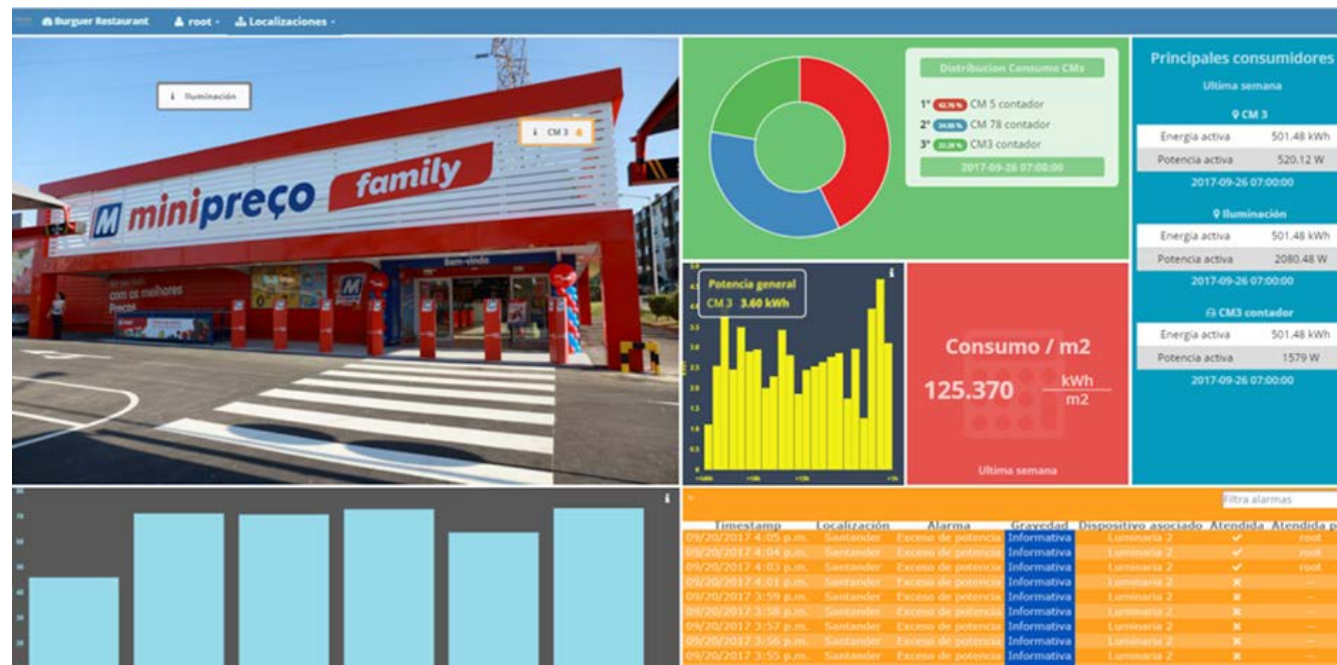 Burguer Restaurant root Localizaciones
i Iluminación
i CM 3
minipreço family
Bem-vindo
com os melhores
Preços
Distribucion Consumo CMs
1º 42.76 % CM 5 contador
2º CM 78 contador
3º CM3 contador
2017-09-26 07:00:00
Principales consumidores
Ultima semana
CM 3
Energía activa 501.48 kWh
Potencia activa 520.12 W
2017-09-26 07:00:00
Iluminación
Energía activa 501.48 kWh
Potencia activa 2080.48 W
2017-09-26 07:00:00
CM3 contador
Energía activa 501.48 kWh
Potencia activa 1579 W
2017-09-26 07:00:00
Potencia general
CM 3 3.60 kWh
Consumo / m2
125.370 kWh
m2
Ultima semana
Filtra alarmas
Timestamp Localización Alarma Gravedad Dispositivo asociado Atendida Atendida p
09/20/2017 4:05 p.m. Santander Exceso de potencia Informativa Luminaria 2 ✔ root
09/20/2017 4:04 p.m. Santander Exceso de potencia Informativa Luminaria 2 ✔ root
09/20/2017 4:03 p.m. Santander Exceso de potencia Informativa Luminaria 2 ✔ root
09/20/2017 4:01 p.m. Santander Exceso de potencia Informativa Luminaria 2 ✖ --
09/20/2017 3:59 p.m. Santander Exceso de potencia Informativa Luminaria 2 ✖ --
09/20/2017 3:58 p.m. Santander Exceso de potencia Informativa Luminaria 2 ✖ --
09/20/2017 3:57 p.m. Santander Exceso de potencia Informativa Luminaria 2 ✖ --
09/20/2017 3:56 p.m. Santander Exceso de potencia Informativa Luminaria 2 ✖ --
09/20/2017 3:55 p.m. Santander Exceso de potencia Informativa Luminaria 2 ✖ --